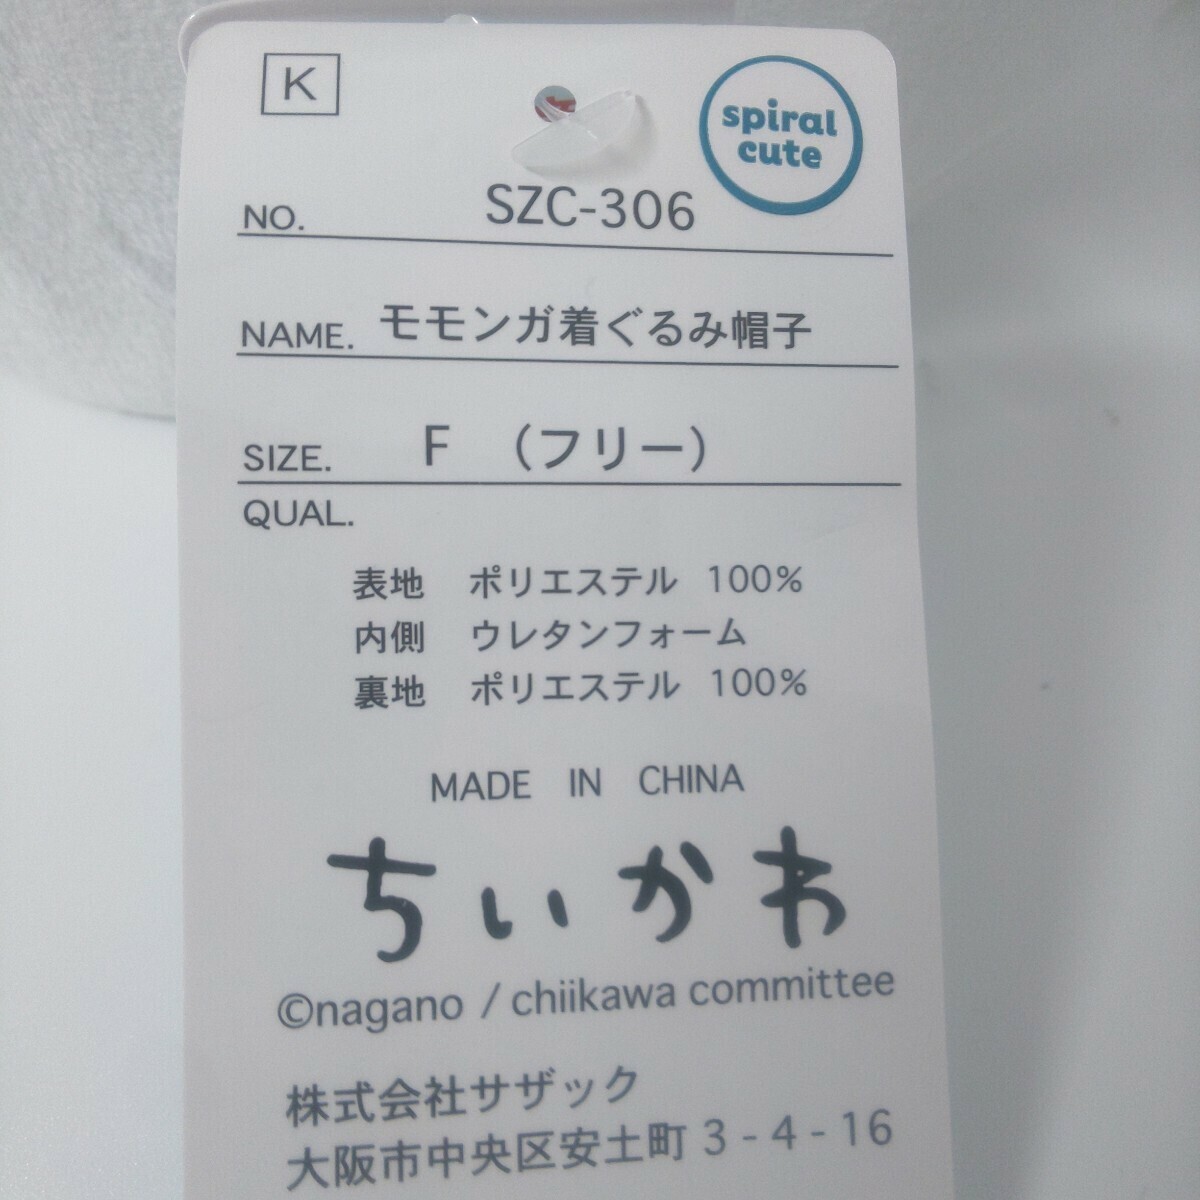 K
spiral
cute
NO. SZC-306
NAME. モモンガ着ぐるみ帽子
SIZE. F （フリー）
QUAL.
表地 ポリエステル 100%
内側 ウレタンフォーム
裏地 ポリエステル 100%
MADE IN CHINA
ちいかわ
©nagano / chiikawa committee
株式会社サザック
大阪市中央区安土町 3 - 4 - 16